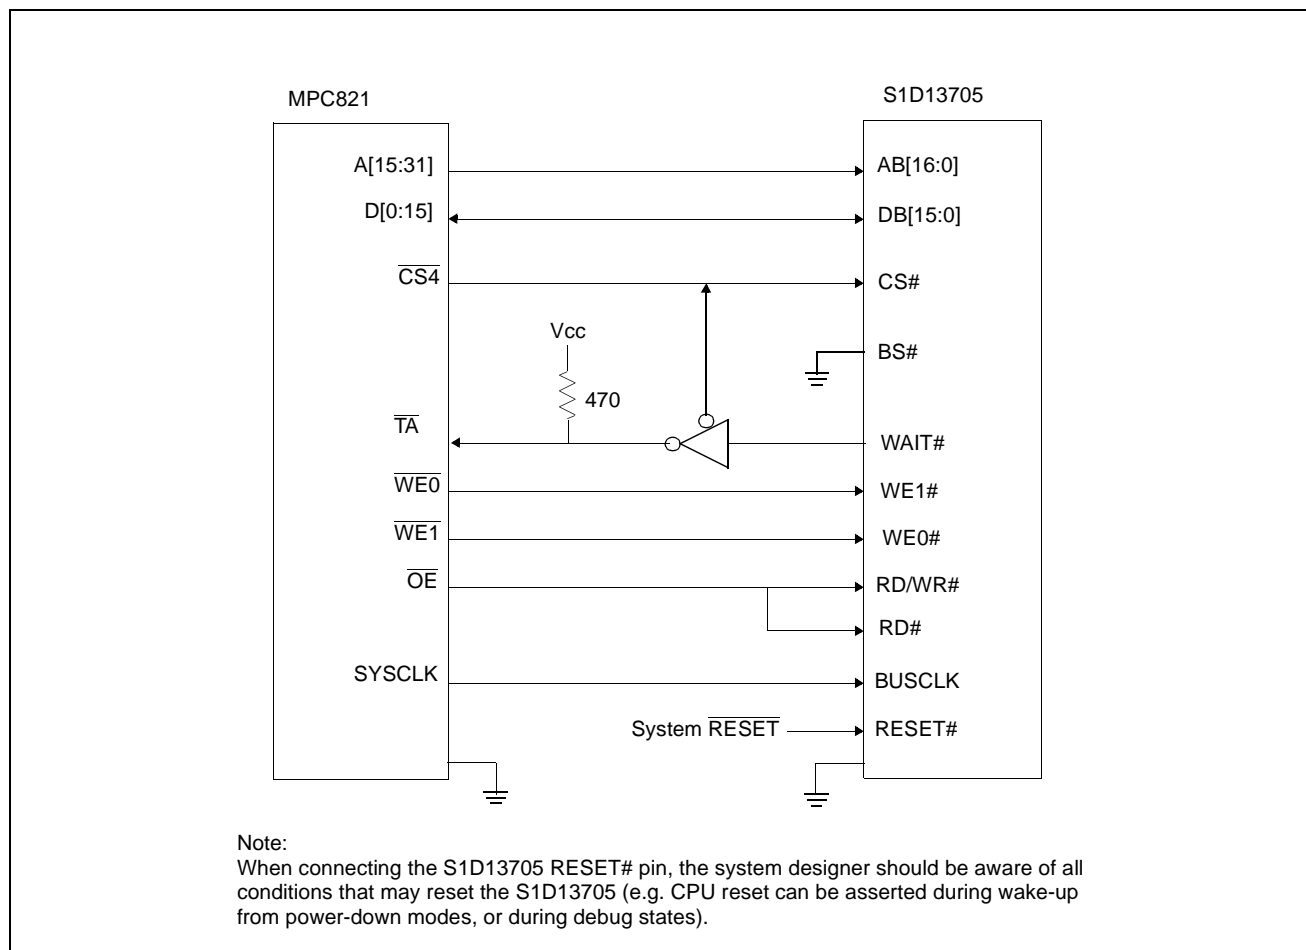 MPC821
S1D13705
A[15:31]
AB[16:0]
D[0:15]
DB[15:0]
CS4
CS#
Vcc
BS#
470
TA
WAIT#
WE0
WE1#
WE1
WE0#
OE
RD/WR#
RD#
SYSCLK
BUSCLK
System RESET
RESET#
Note:
When connecting the S1D13705 RESET# pin, the system designer should be aware of all
conditions that may reset the S1D13705 (e.g. CPU reset can be asserted during wake-up
from power-down modes, or during debug states).